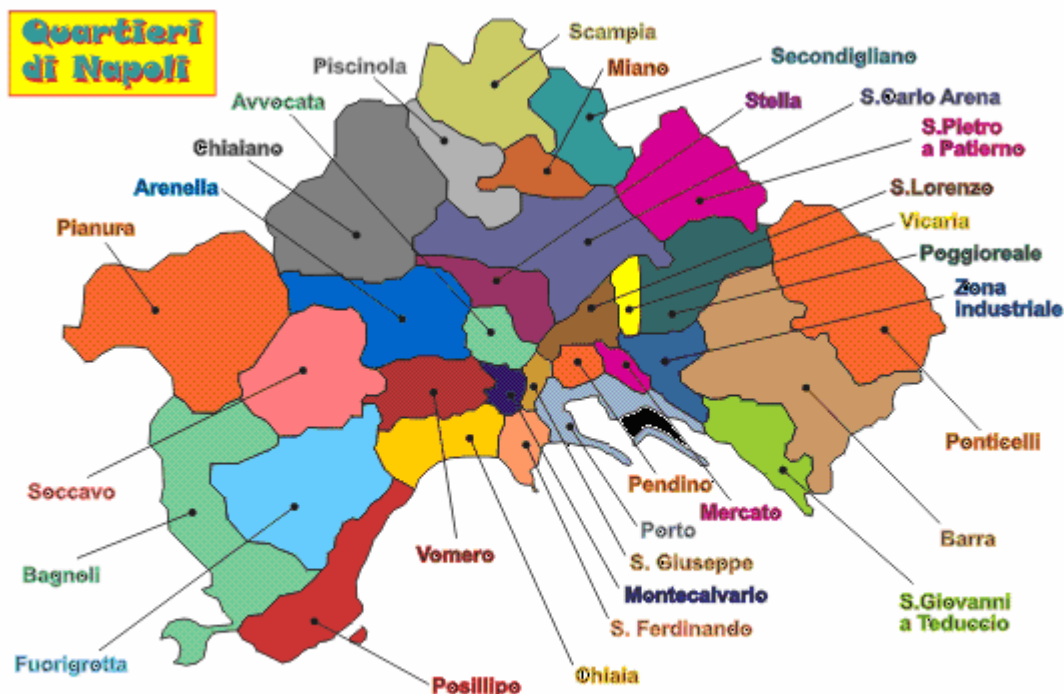 Quartieri
di Napoli
Scampia
Piscinola
Miano
Secondigliano
Avvocata
Stella
S.Carlo Arena
Chiaiano
S.Pietro
a Patierno
Arenella
S.Lorenzo
Pianura
Vicaria
Poggioreale
Zona
Industriale
Ponticelli
Soccavo
Pendino
Mercato
Porto
Barra
Vomero
S. Giuseppe
Bagnoli
Montecalvario
S.Giovanni
a Teduccio
S. Ferdinando
Fuorigrotta
Chiaia
Posillipo